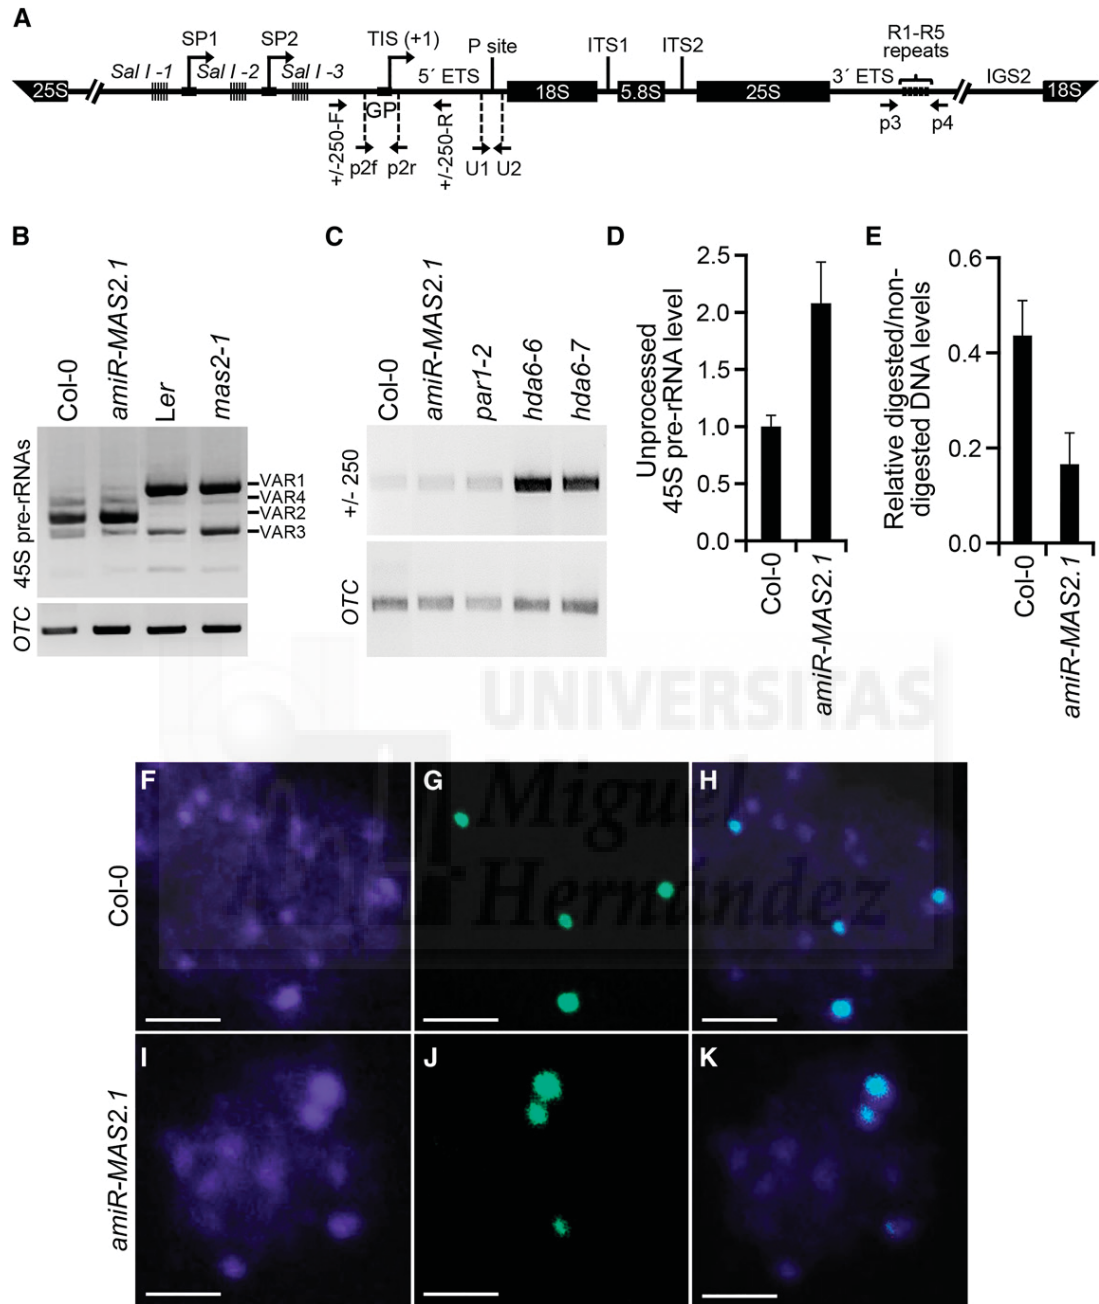 A
SP1
SP2
TIS (+1)
P site
ITS1
ITS2
R1-R5
repeats
Sal I -1
Sal I -2
Sal I -3
5´ ETS
3´ ETS
IGS2
25S
18S
5.8S
25S
18S
GP
+/-250-F
p2f
p2r
+/-250-R
U1
U2
p3
p4
B
Col-0
amiR-MAS2.1
Ler
mas2-1
45S pre-rRNAs
VAR1
VAR4
VAR2
VAR3
OTC
C
Col-0
amiR-MAS2.1
par1-2
hda6-6
hda6-7
+/- 250
OTC
D
Unprocessed
45S pre-rRNA level
2.5
2.0
1.5
1.0
0.5
0.0
Col-0
amiR-MAS2.1
E
Relative digested/non-
digested DNA levels
0.6
0.4
0.2
0.0
Col-0
amiR-MAS2.1
UNIVERSITAS
Miguel
Hernández
Col-0
F
G
H
amiR-MAS2.1
I
J
K